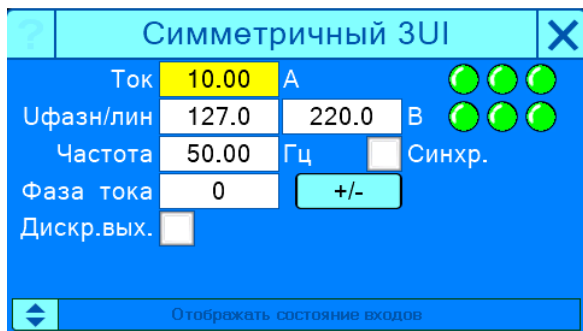 ? Симметричный 3UI X
Ток 10.00 А
Uфазн/лин 127.0 220.0 В
Частота 50.00 Гц Синхр.
Фаза тока 0 +/-
Дискр.вых.
Отображать состояние входов